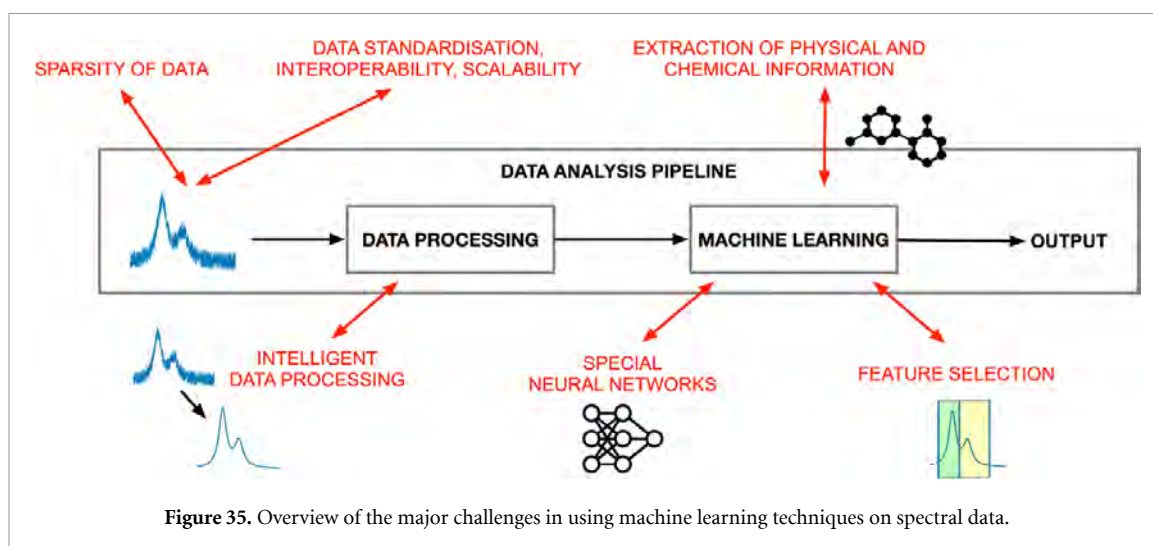 SPARSITY OF DATA
DATA STANDARDISATION,
INTEROPERABILITY, SCALABILITY
EXTRACTION OF PHYSICAL AND
CHEMICAL INFORMATION
DATA ANALYSIS PIPELINE
DATA PROCESSING
MACHINE LEARNING
OUTPUT
INTELLIGENT
DATA PROCESSING
SPECIAL
NEURAL NETWORKS
FEATURE SELECTION
Figure 35. Overview of the major challenges in using machine learning techniques on spectral data.